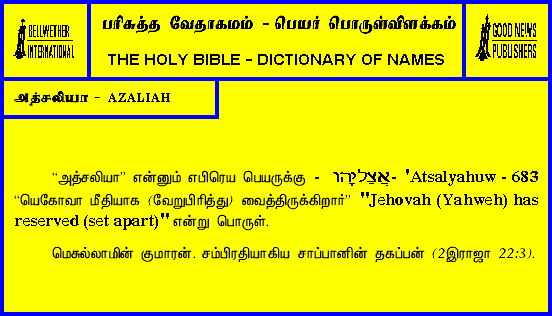 BELLWETHER
INTERNATIONAL
பரிசுத்த வேதாகமம் - பெயர் பொருள்விளக்கம்
THE HOLY BIBLE - DICTIONARY OF NAMES
GOOD NEWS
PUBLISHERS
அத்சலியா - AZALIAH
“அத்சலியா” என்னும் எபிரெய பெயருக்கு - אֲצַלְיָהוּ - 'Atsalyahuw - 683
“யெகோவா மீதியாக (வேறுபிரித்து) வைத்திருக்கிறார்” "Jehovah (Yahweh) has
reserved (set apart)" என்று பொருள்.
மெசுல்லாமின் குமாரன். சம்பிரதியாகிய சாப்பானின் தகப்பன் (2இராஜா 22:3).